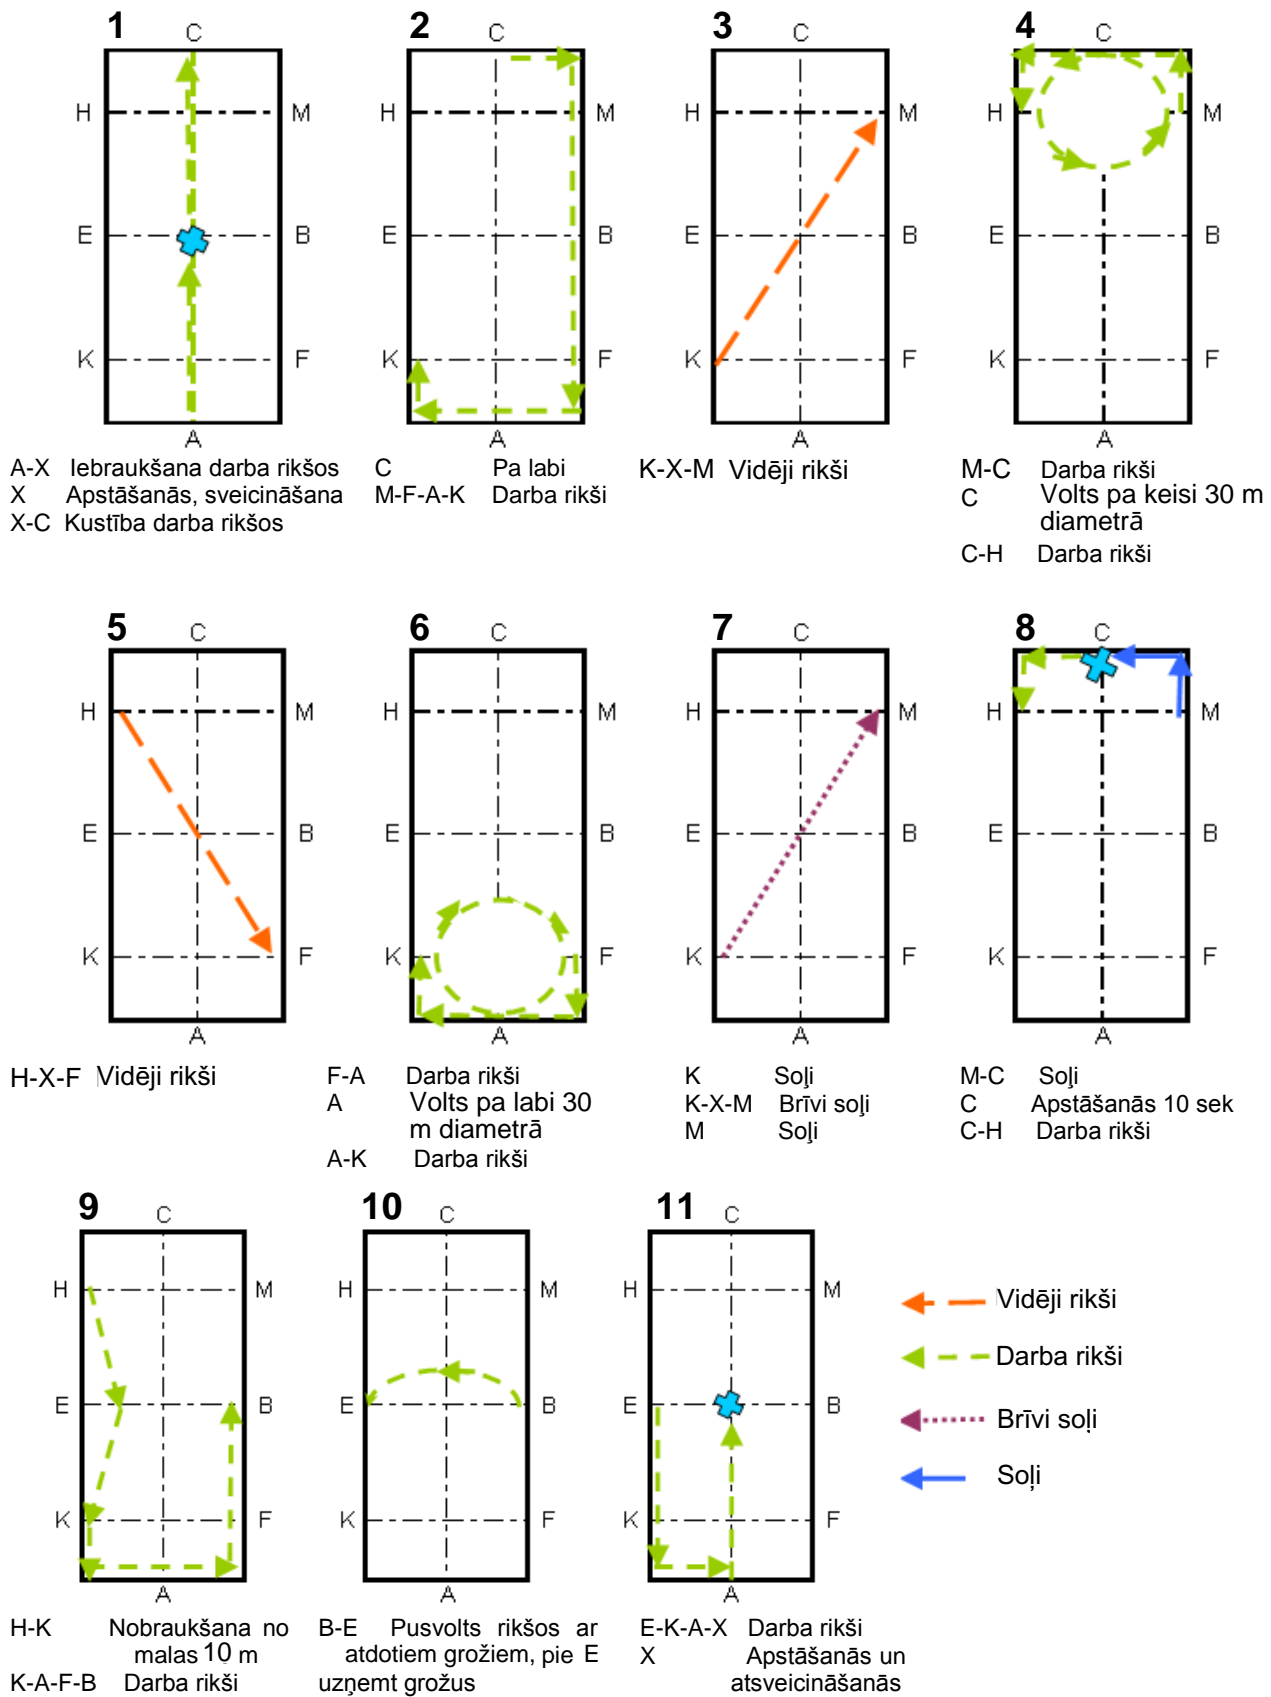 1
C
H M
E B
K F
A
A-X Iebraukšana darba rikšos
X Apstāšanās, sveicināšana
X-C Kustība darba rikšos
2
C
H M
E B
K F
A
C Pa labi
M-F-A-K Darba rikši
3
C
H M
E B
K F
A
K-X-M Vidēji rikši
4
C
H M
E B
K F
A
M-C Darba rikši
C Volts pa keisi 30 m
diametrā
C-H Darba rikši
5
C
H M
E B
K F
A
H-X-F Vidēji rikši
6
C
H M
E B
K F
A
F-A Darba rikši
A Volts pa labi 30
m diametrā
A-K Darba rikši
7
C
H M
E B
K F
A
K Soļi
K-X-M Brīvi soļi
M Soļi
8
C
H M
E B
K F
A
M-C Soļi
C Apstāšanās 10 sek
C-H Darba rikši
9
C
H M
E B
K F
A
H-K Nobraukšana no
malas 10 m
K-A-F-B Darba rikši
10
C
H M
E B
K F
A
B-E Pusvolts rikšos ar
atdotiem grožiem, pie E
uzņemt grožus
11
C
H M
E B
K F
A
E-K-A-X Darba rikši
X Apstāšanās un
atsveicināšanās
Vidēji rikši
Darba rikši
Brīvi soļi
Soļi